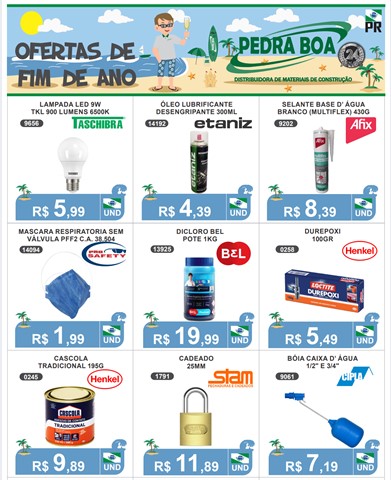 OFERTAS DE
FIM DE ANO
PEDRA BOA
DISTRIBUIDORA DE MATERIAIS DE CONSTRUÇÃO
PR
LAMPADA LED 9W
TKL 900 LUMENS 6500K
9656
TASCHIBRA
R$ 5,99
UND
ÓLEO LUBRIFICANTE
DESENGRIPANTE 300ML
14192
etaniz
etaniz
R$ 4,39
UND
SELANTE BASE D' ÁGUA
BRANCO (MULTIFLEX) 430G
9202
Afix
Afix
R$ 8,39
UND
MASCARA RESPIRATORIA SEM
VÁLVULA PFF2 C.A. 38.504
14094
PRO
SAFETY
R$ 1,99
UND
DICLORO BEL
POTE 1KG
13925
BEL
R$ 19,99
UND
DUREPOXI
100GR
0258
Henkel
LOCTITE
DUREPOXI
R$ 5,49
UND
CASCOLA
TRADICIONAL 195G
0245
Henkel
CASCOLA
TRADICIONAL
R$ 9,89
UND
CADEADO
25MM
1791
STAM
FECHADURAS E CADEADOS
R$ 11,89
UND
BÓIA CAIXA D' ÁGUA
1/2" E 3/4"
9061
CIPLA
R$ 7,19
UND